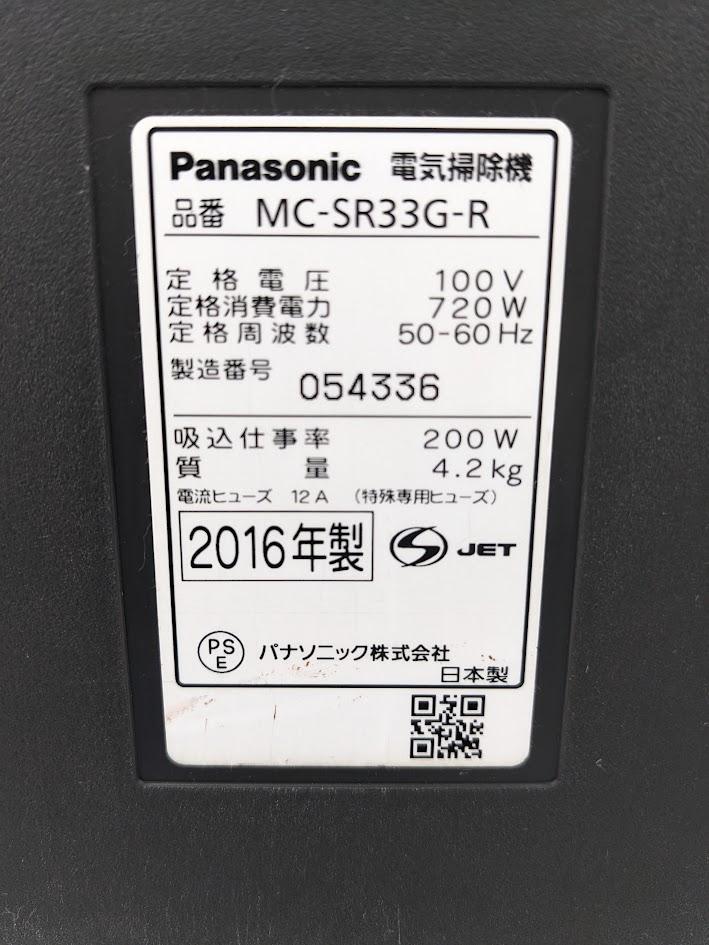 Panasonic 電気掃除機
品番 MC-SR33G-R
定格電圧 100V
定格消費電力 720W
定格周波数 50-60Hz
製造番号 054336
吸込仕事率 200W
質量 4.2kg
電流ヒューズ 12A (特殊専用ヒューズ)
2016年製 S JET
PS
E パナソニック株式会社
日本製